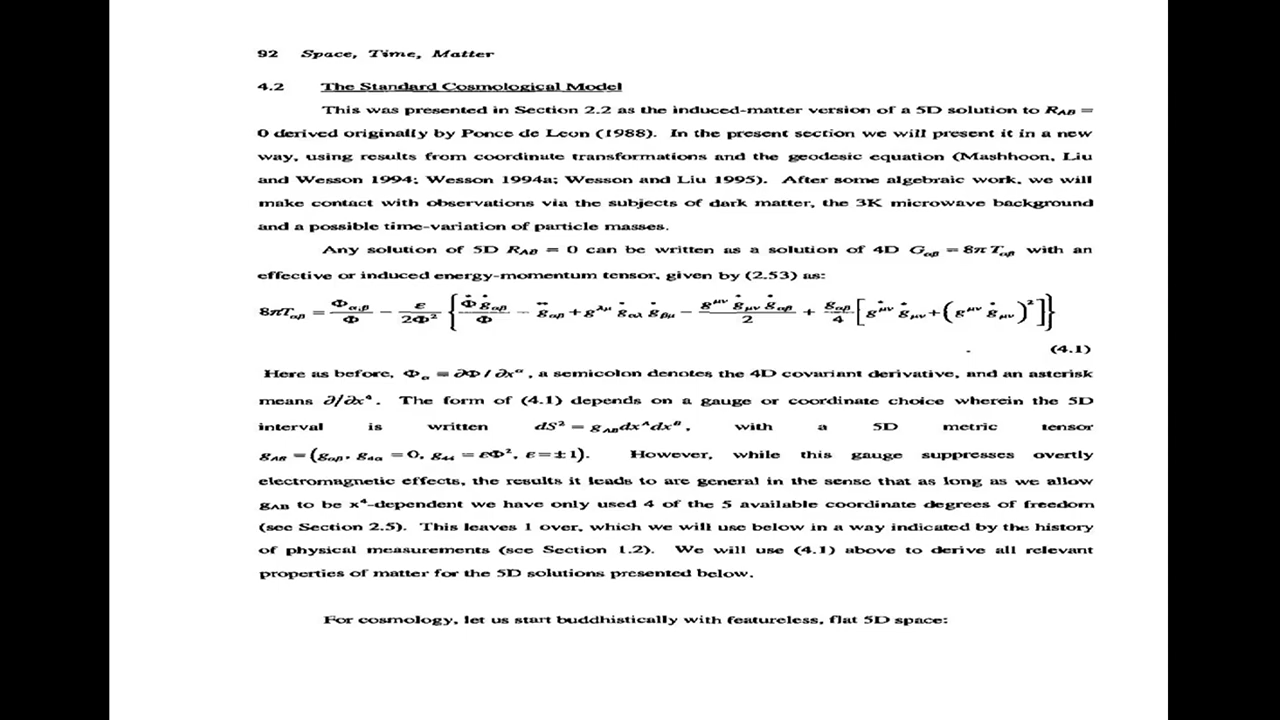 92 Space, Time, Matter
4.2 The Standard Cosmological Model
This was presented in Section 2.2 as the induced-matter version of a 5D solution to R_AB =
0 derived originally by Ponce de Leon (1988). In the present section we will present it in a new
way, using results from coordinate transformations and the geodesic equation (Mashhoon, Liu
and Wesson 1994; Wesson 1994a; Wesson and Liu 1995). After some algebraic work, we will
make contact with observations via the subjects of dark matter, the 3K microwave background
and a possible time-variation of particle masses.
Any solution of 5D R_AB = 0 can be written as a solution of 4D G_αβ = 8π T_αβ with an
effective or induced energy-momentum tensor, given by (2.53) as:
8πT_αβ = Φ_α;β / Φ − ε / 2Φ² { Φ̽ g̽_αβ / Φ − g̽̽_αβ + g^λμ g̽_αλ g̽_βμ − g^μν g̽_μν g̽_αβ / 2 + g_αβ / 4 [ g̽^μν g̽_μν + ( g^μν g̽_μν )² ] }
(4.1)
Here as before, Φ_α = ∂Φ / ∂x^α, a semicolon denotes the 4D covariant derivative, and an asterisk
means ∂/∂x⁴. The form of (4.1) depends on a gauge or coordinate choice wherein the 5D
interval is written dS² = g_AB dx^A dx^B, with a 5D metric tensor
g_AB = (g_αβ, g_4α = 0, g_44 = εΦ², ε = ±1). However, while this gauge suppresses overtly
electromagnetic effects, the results it leads to are general in the sense that as long as we allow
g_AB to be x⁴-dependent we have only used 4 of the 5 available coordinate degrees of freedom
(see Section 2.5). This leaves 1 over, which we will use below in a way indicated by the history
of physical measurements (see Section 1.2). We will use (4.1) above to derive all relevant
properties of matter for the 5D solutions presented below.
For cosmology, let us start buddhistically with featureless, flat 5D space: